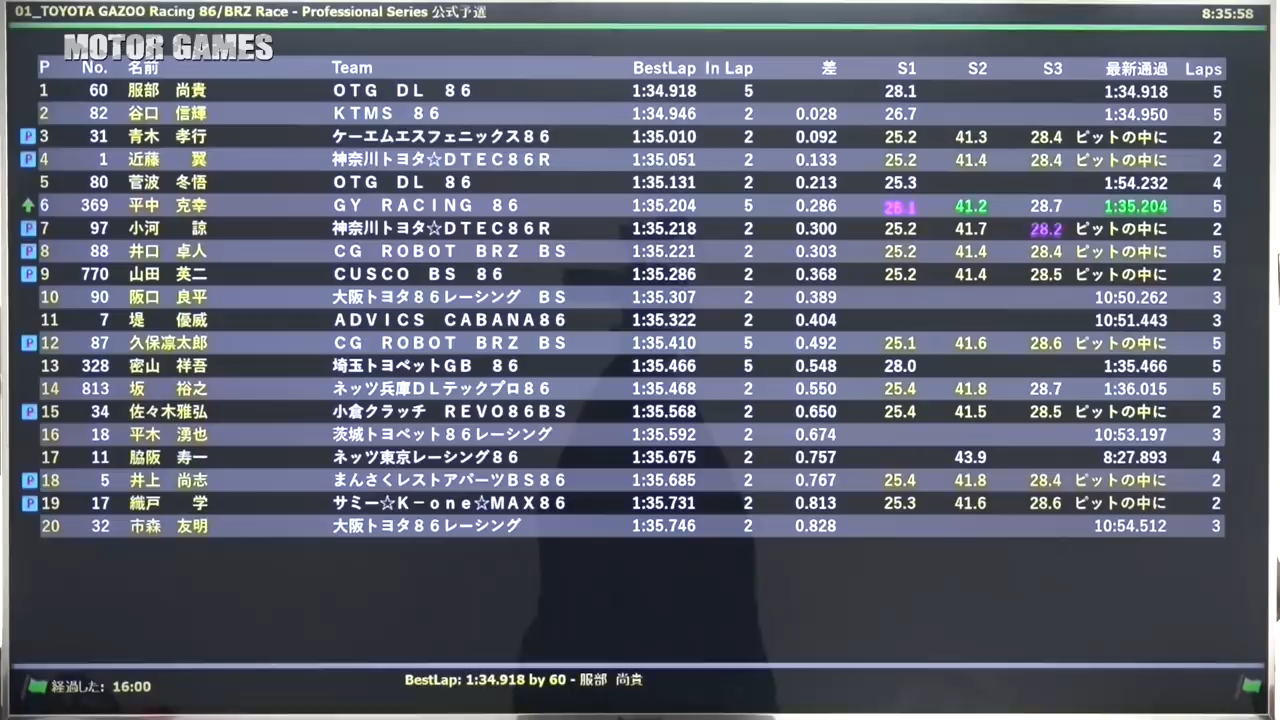 01_TOYOTA GAZOO Racing 86/BRZ Race - Professional Series 公式予選 8:35:58
MOTOR GAMES
P No. 名前 Team BestLap In Lap 差 S1 S2 S3 最新通過 Laps
1 60 服部 尚貴 OTG DL 86 1:34.918 5 28.1 1:34.918 5
2 82 谷口 信輝 KTMS 86 1:34.946 2 0.028 26.7 1:34.950 5
P 3 31 青木 孝行 ケーエムエスフェニックス86 1:35.010 2 0.092 25.2 41.3 28.4 ピットの中に 2
P 4 1 近藤 翼 神奈川トヨタ☆DTEC86R 1:35.051 2 0.133 25.2 41.4 28.4 ピットの中に 2
5 80 菅波 冬悟 OTG DL 86 1:35.131 2 0.213 25.3 1:54.232 4
6 369 平中 克幸 GY RACING 86 1:35.204 5 0.286 41.2 28.7 1:35.204 5
P 7 97 小河 諒 神奈川トヨタ☆DTEC86R 1:35.218 2 0.300 25.2 41.7 28.2 ピットの中に 2
P 8 88 井口 卓人 CG ROBOT BRZ BS 1:35.221 2 0.303 25.2 41.4 28.4 ピットの中に 5
P 9 770 山田 英二 CUSCO BS 86 1:35.286 2 0.368 25.2 41.4 28.5 ピットの中に 2
10 90 阪口 良平 大阪トヨタ86レーシング BS 1:35.307 2 0.389 10:50.262 3
11 7 堤 優威 ADVICS CABANA86 1:35.322 2 0.404 10:51.443 3
P 12 87 久保凛太郎 CG ROBOT BRZ BS 1:35.410 5 0.492 25.1 41.6 28.6 ピットの中に 5
13 328 密山 祥吾 埼玉トヨペットGB 86 1:35.466 5 0.548 28.0 1:35.466 5
14 813 坂 裕之 ネッツ兵庫DLテックプロ86 1:35.468 2 0.550 25.4 41.8 28.7 1:36.015 5
P 15 34 佐々木雅弘 小倉クラッチ REVO86BS 1:35.568 2 0.650 25.4 41.5 28.5 ピットの中に 2
16 18 平木 湧也 茨城トヨペット86レーシング 1:35.592 2 0.674 10:53.197 3
17 11 脇阪 寿一 ネッツ東京レーシング86 1:35.675 2 0.757 43.9 8:27.893 4
P 18 5 井上 尚志 まんさくレストアパーツBS86 1:35.685 2 0.767 25.4 41.8 28.4 ピットの中に 2
P 19 17 織戸 学 サミー☆K－one☆MAX86 1:35.731 2 0.813 25.3 41.6 28.6 ピットの中に 2
20 32 市森 友明 大阪トヨタ86レーシング 1:35.746 2 0.828 10:54.512 3
経過した: 16:00 BestLap: 1:34.918 by 60 - 服部 尚貴